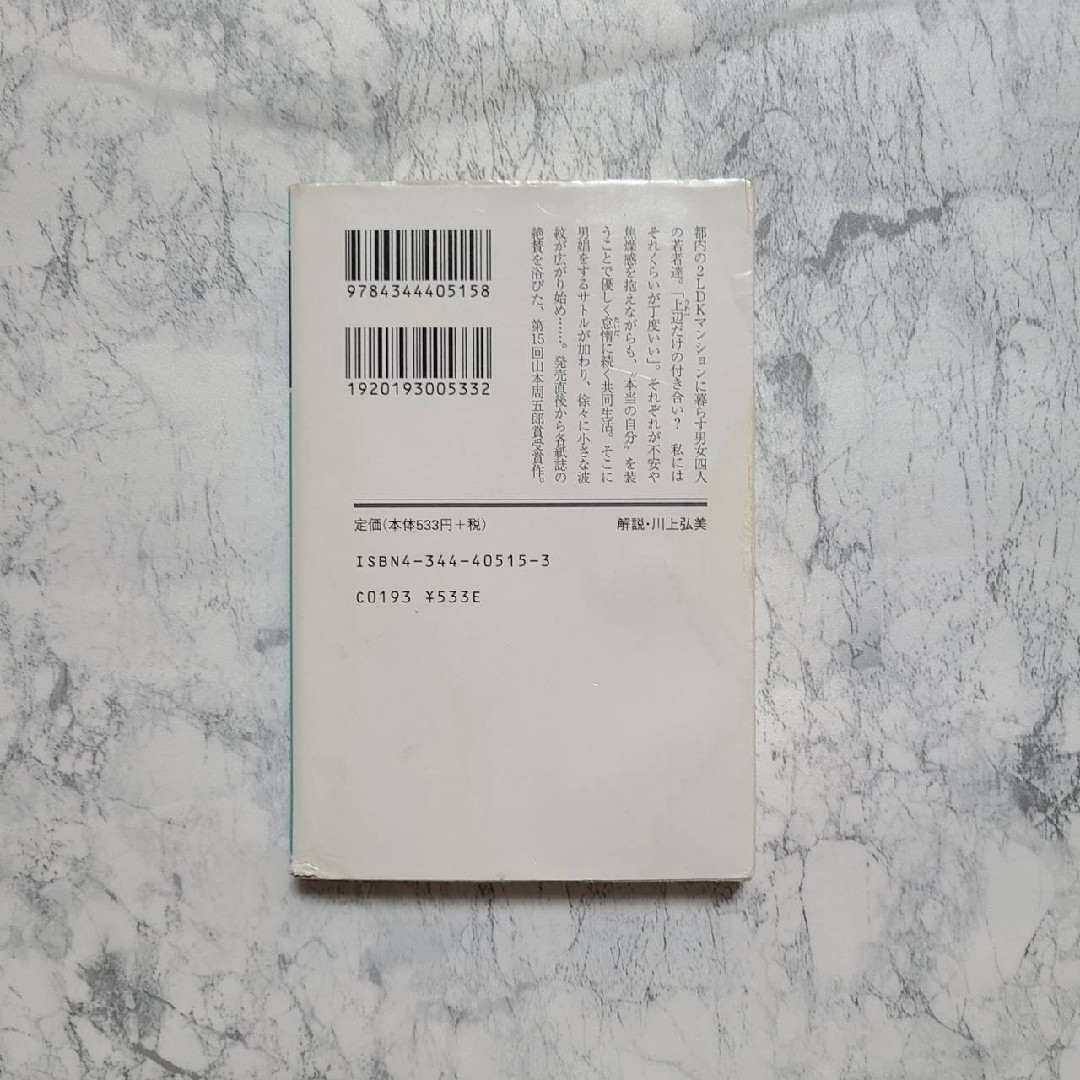 9784344405158
1920193005332
都内の2LDKマンションに暮らす男女四人
の若者達。「上辺だけの付き合い? 私には
それくらいが丁度いい」。それぞれが不安や
焦燥感を抱えながらも、“本当の自分”を装
うことで優しく怠惰に続く共同生活。そこに
男娼をするサトルが加わり、徐々に小さな波
紋が広がり始め……。発売直後から各紙誌の
絶賛を浴びた、第15回山本周五郎賞受賞作。
定価(本体533円+税)
解説・川上弘美
ISBN4-344-40515-3
C0193 ¥533E